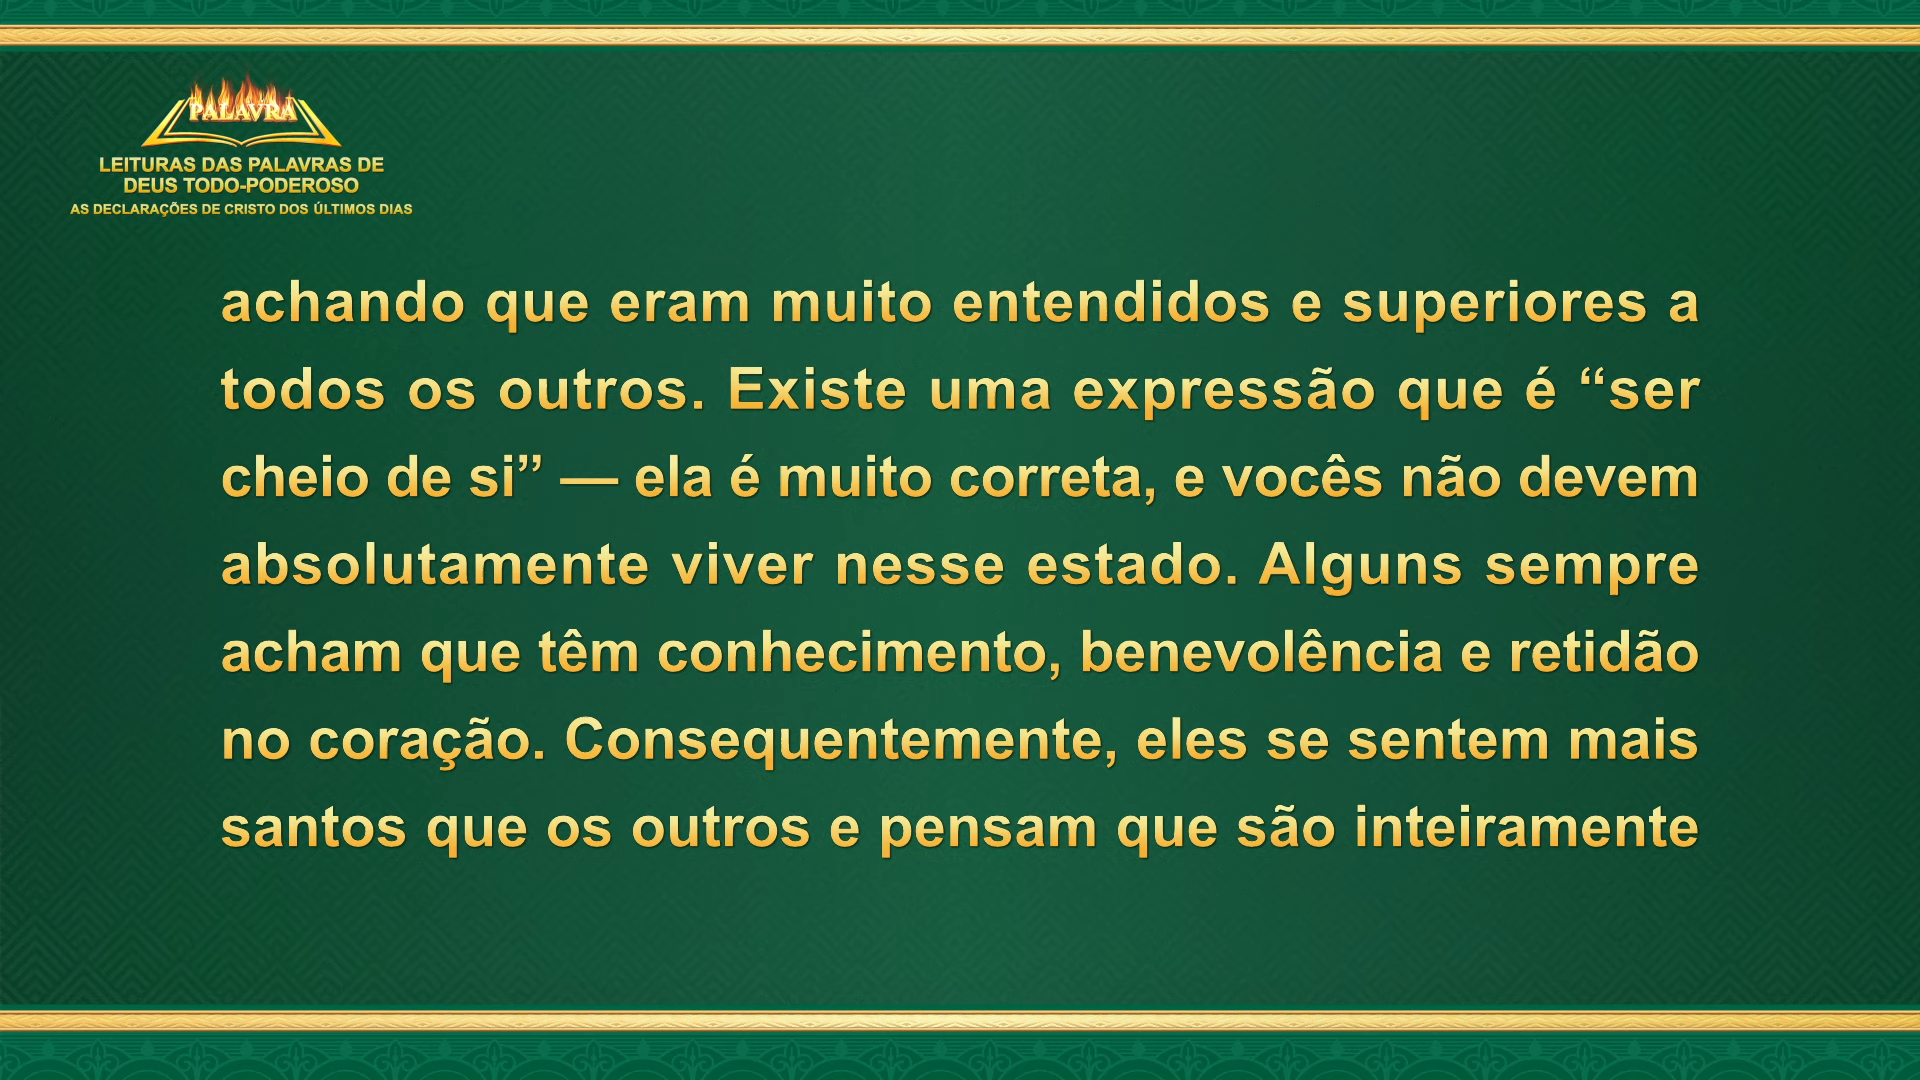 PALAVRA
LEITURAS DAS PALAVRAS DE
DEUS TODO-PODEROSO
AS DECLARAÇÕES DE CRISTO DOS ÚLTIMOS DIAS
achando que eram muito entendidos e superiores a
todos os outros. Existe uma expressão que é “ser
cheio de si” — ela é muito correta, e vocês não devem
absolutamente viver nesse estado. Alguns sempre
acham que têm conhecimento, benevolência e retidão
no coração. Consequentemente, eles se sentem mais
santos que os outros e pensam que são inteiramente